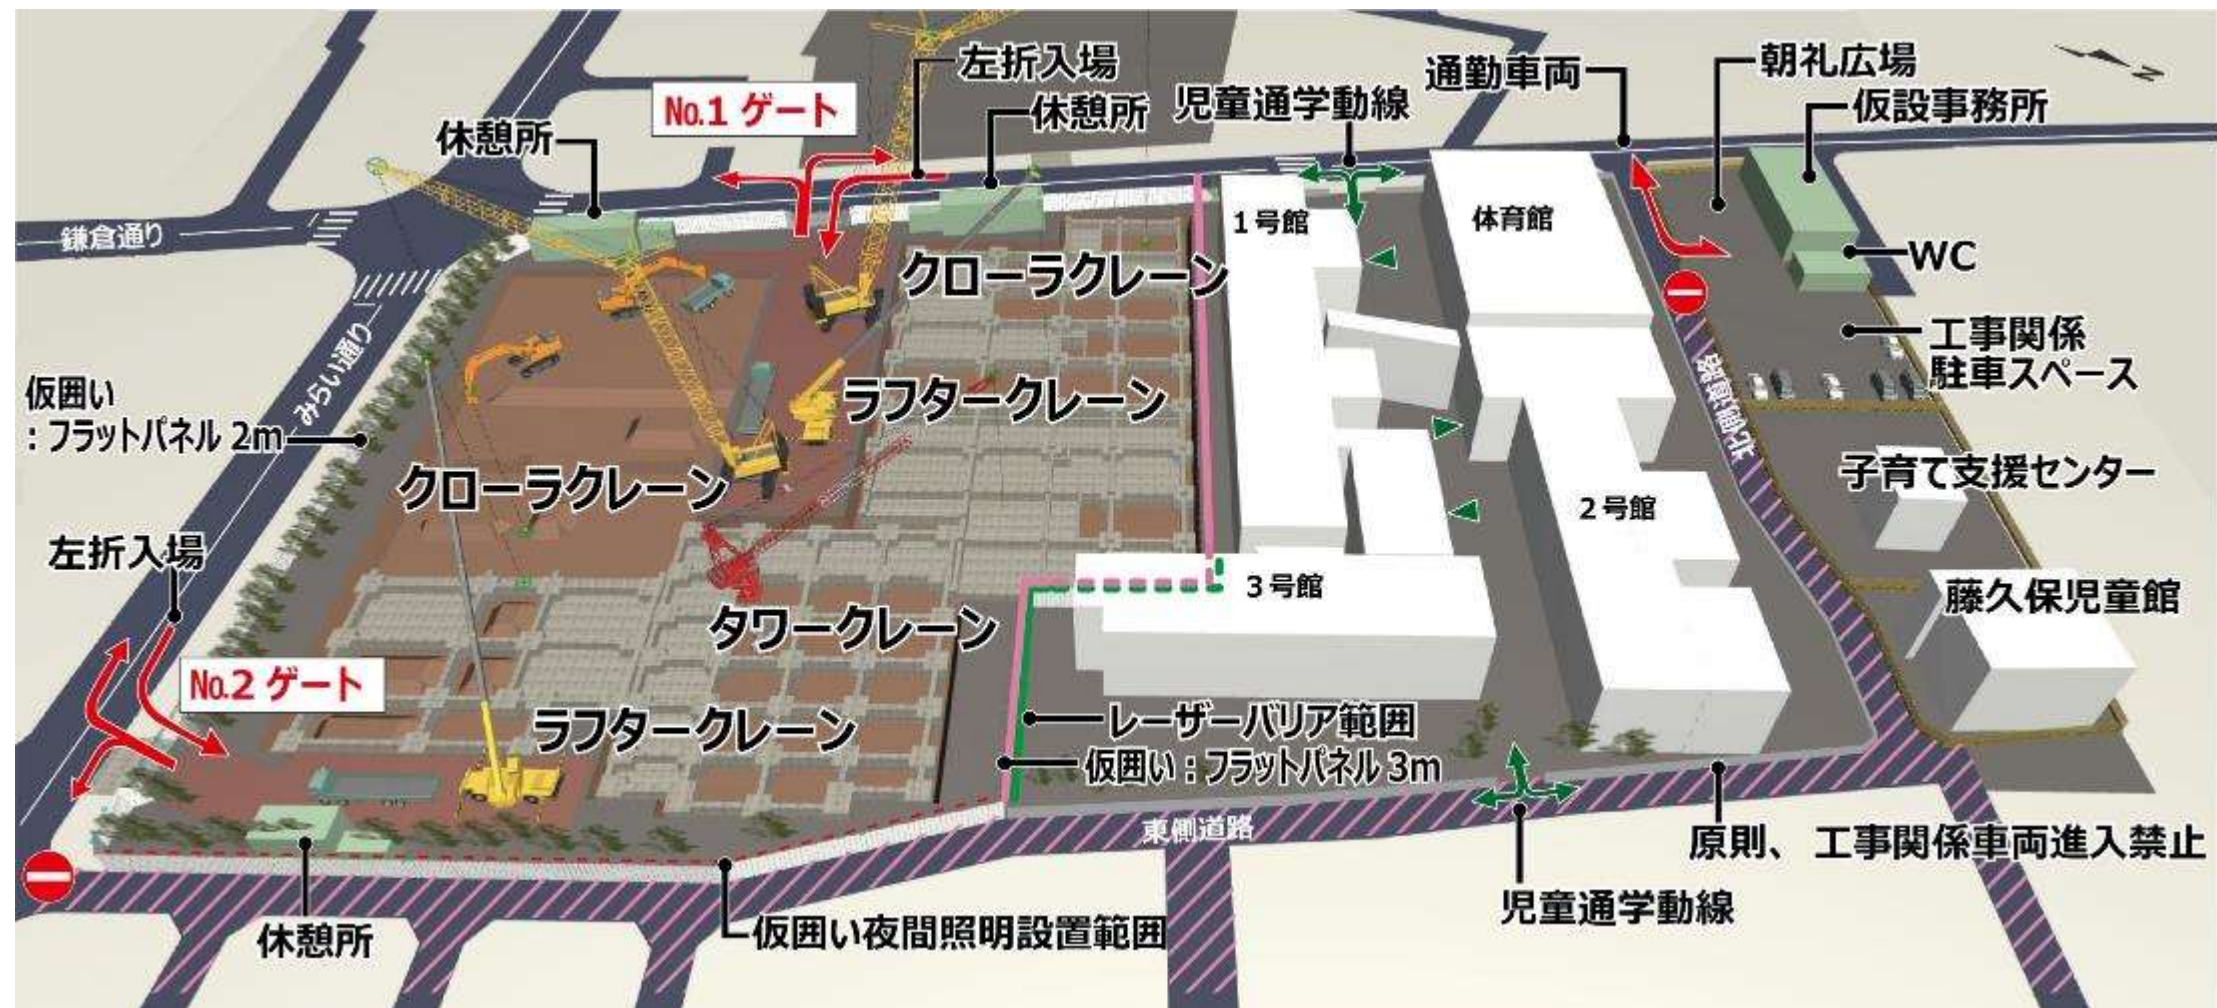 左折入場
朝礼広場
通勤車両
No.1 ゲート
休憩所
児童通学動線
仮設事務所
休憩所
1号館
体育館
鎌倉通り
WC
クローラクレーン
工事関係
駐車スペース
みらい通り
仮囲い
:フラットパネル 2m
ラフタークレーン
北側道路
クローラクレーン
子育て支援センター
2号館
左折入場
3号館
藤久保児童館
タワークレーン
No.2 ゲート
ラフタークレーン
レーザーバリア範囲
仮囲い:フラットパネル 3m
東側道路
原則、工事関係車両進入禁止
児童通学動線
仮囲い夜間照明設置範囲
休憩所
N